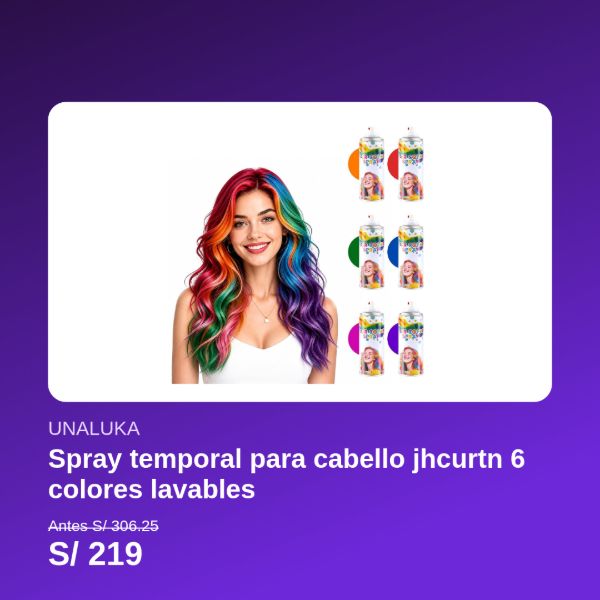 UNALUKA
Spray temporal para cabello jhcurtn 6
colores lavables
Antes S/ 306.25
S/ 219